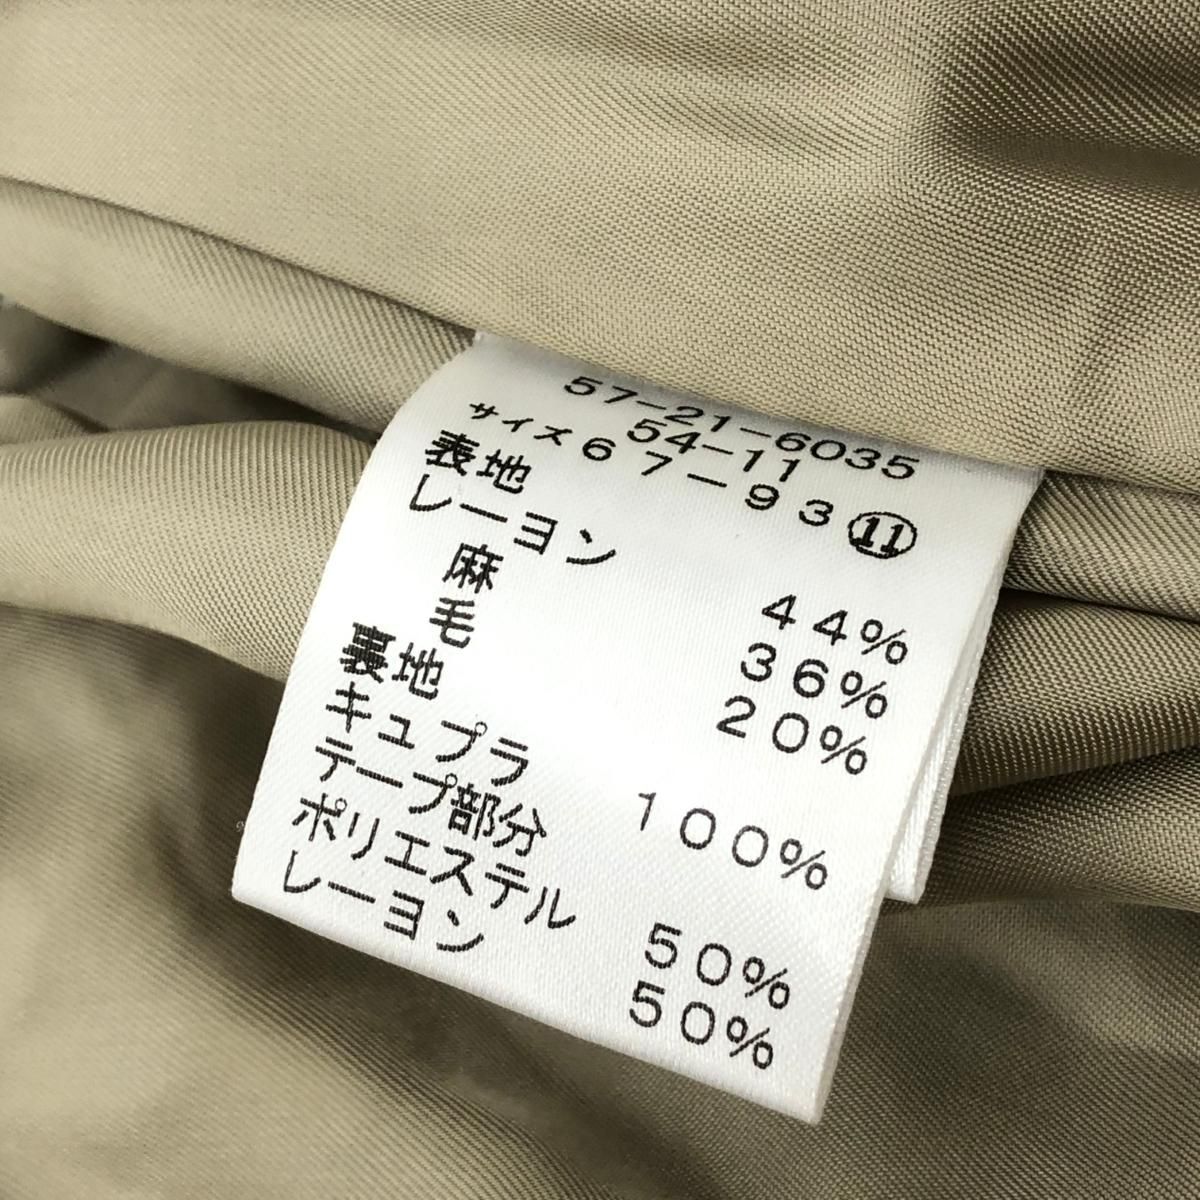 57-21-6035
54-11
サイズ67-93⑪
表地
レーヨン 44%
麻 36%
毛 20%
裏地
キュプラ 100%
テープ部分
ポリエステル 50%
レーヨン 50%